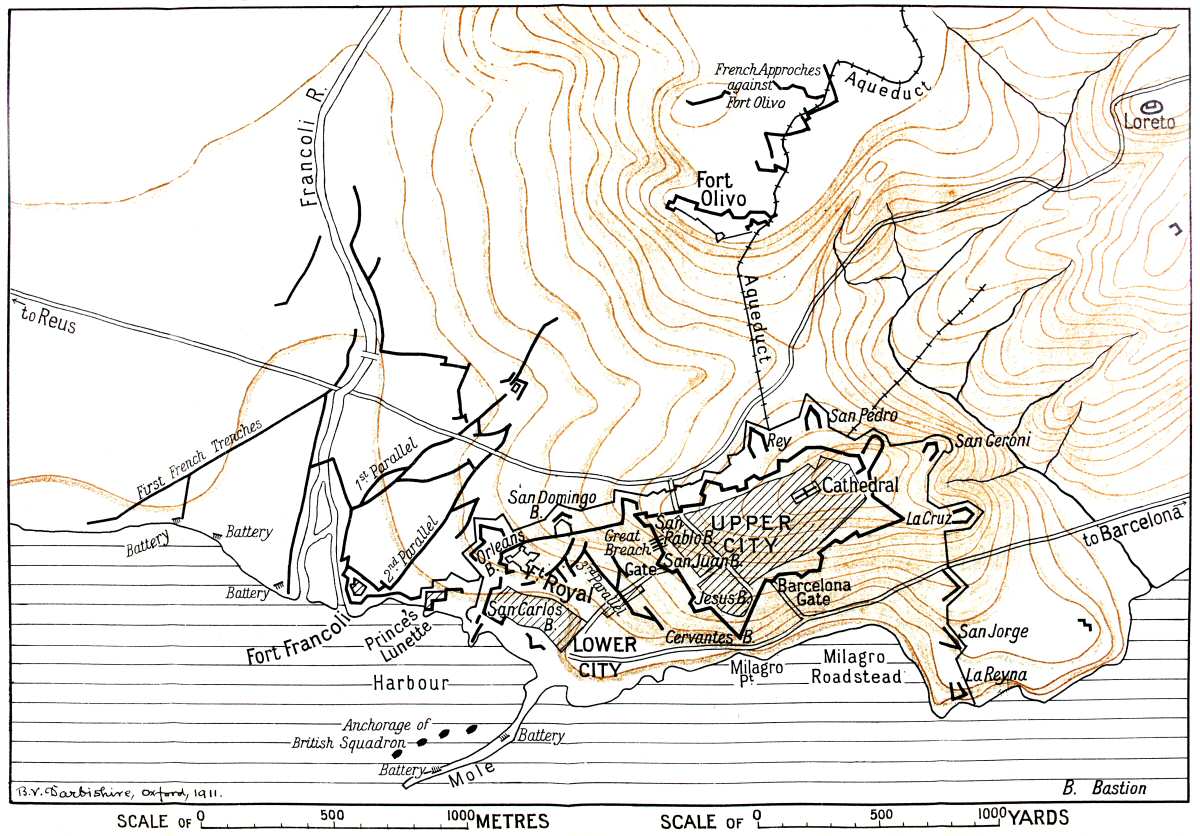 French Approaches
against
Fort Olivo
Aqueduct
Francoli R.
Loreto
Fort
Olivo
Aqueduct
to Reus
San Pedro
Rey
San Geroni
First French Trenches
1st Parallel
Cathedral
San Domingo
B.
UPPER
CITY
San
Pablo B.
La Cruz
to Barcelona
Battery
Battery
2nd Parallel
Orleans
B.
Great
Breach
San Juan B.
Gate
Ft. Royal
3rd Parallel
Battery
Jesus B.
Barcelona
Gate
San Carlos
B.
Fort Francoli
Prince's
Lunette
Cervantes B.
San Jorge
LOWER
CITY
Milagro
Pt.
Milagro
Roadstead
La Reyna
Harbour
Anchorage of
British Squadron
Battery
Battery
Mole
B.V. Darbishire, Oxford, 1911.
B. Bastion
SCALE OF 0 500 1000 METRES
SCALE OF 0 500 1000 YARDS